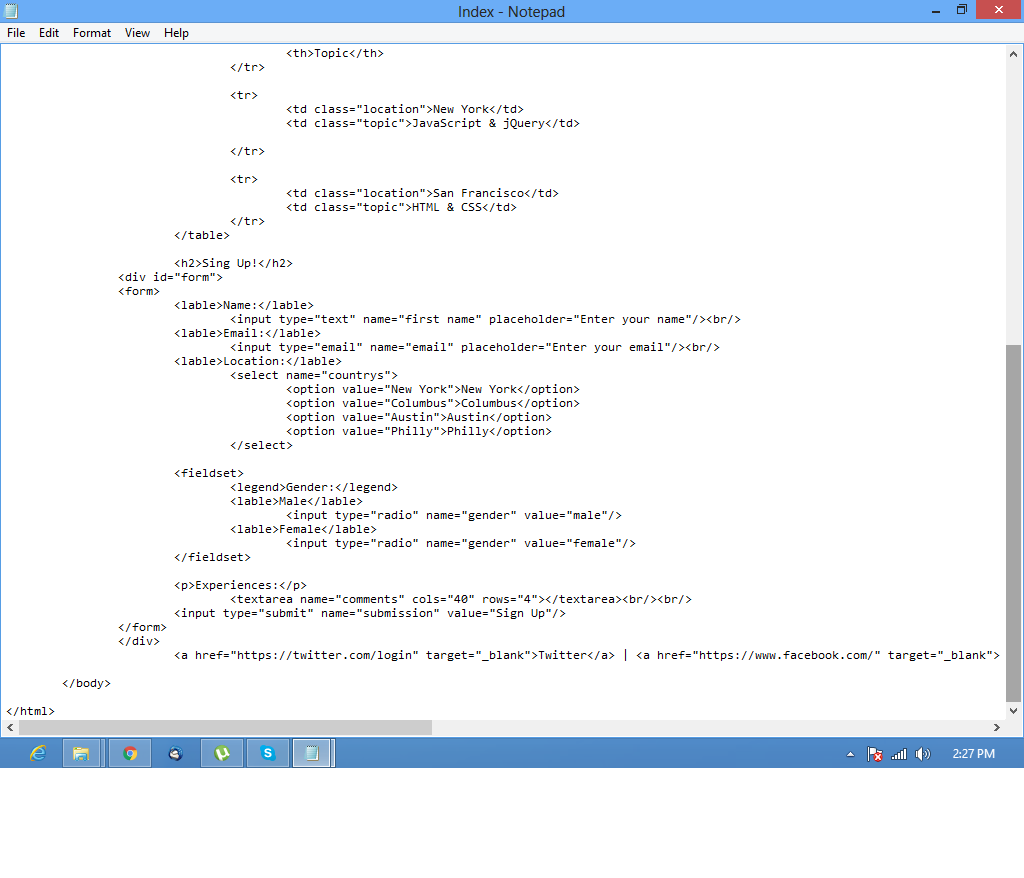 Index - Notepad
File Edit Format View Help
<th>Topic</th>
</tr>
<tr>
<td class="location">New York</td>
<td class="topic">JavaScript & jQuery</td>
</tr>
<tr>
<td class="location">San Francisco</td>
<td class="topic">HTML & CSS</td>
</tr>
</table>
<h2>Sing Up!</h2>
<div id="form">
<form>
<lable>Name:</lable>
<input type="text" name="first name" placeholder="Enter your name"/><br/>
<lable>Email:</lable>
<input type="email" name="email" placeholder="Enter your email"/><br/>
<lable>Location:</lable>
<select name="countrys">
<option value="New York">New York</option>
<option value="Columbus">Columbus</option>
<option value="Austin">Austin</option>
<option value="Philly">Philly</option>
</select>
<fieldset>
<legend>Gender:</legend>
<lable>Male</lable>
<input type="radio" name="gender" value="male"/>
<lable>Female</lable>
<input type="radio" name="gender" value="female"/>
</fieldset>
<p>Experiences:</p>
<textarea name="comments" cols="40" rows="4"></textarea><br/><br/>
<input type="submit" name="submission" value="Sign Up"/>
</form>
</div>
<a href="https://twitter.com/login" target="_blank">Twitter</a> | <a href="https://www.facebook.com/" target="_blank">
</body>
</html>
2:27 PM